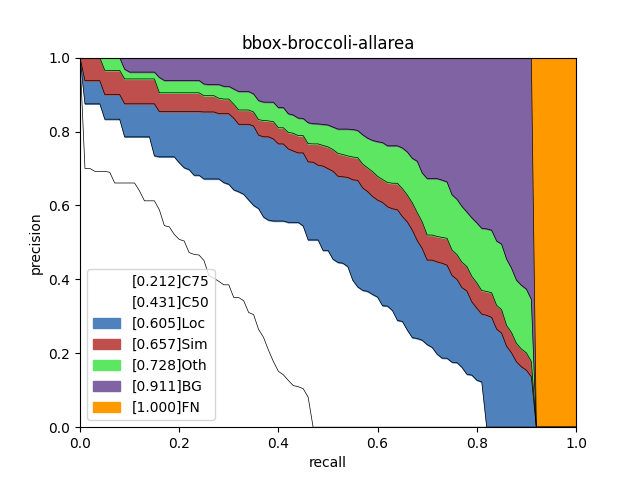 bbox-broccoli-allarea
precision
1.0
0.8
0.6
0.4
0.2
0.0
[0.212]C75
[0.431]C50
[0.605]Loc
[0.657]Sim
[0.728]Oth
[0.911]BG
[1.000]FN
0.0 0.2 0.4 0.6 0.8 1.0
recall